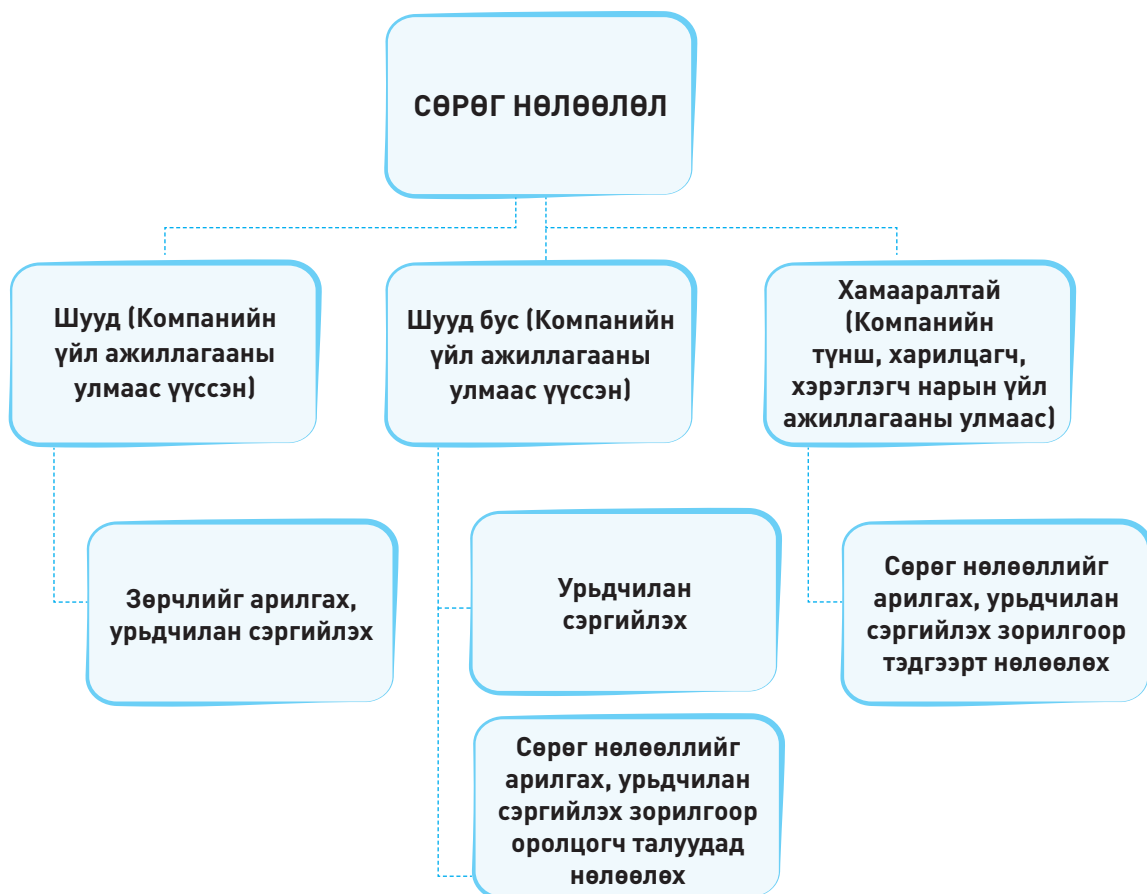 СӨРӨГ НӨЛӨӨЛӨЛ
Шууд (Компанийн
үйл ажиллагааны
улмаас үүссэн)
Шууд бус (Компанийн
үйл ажиллагааны
улмаас үүссэн)
Хамааралтай
(Компанийн
түнш, харилцагч,
хэрэглэгч нарын үйл
ажиллагааны улмаас)
Зөрчлийг арилгах,
урьдчилан сэргийлэх
Урьдчилан
сэргийлэх
Сөрөг нөлөөллийг
арилгах, урьдчилан
сэргийлэх зорилгоор
тэдгээрт нөлөөлөх
Сөрөг нөлөөллийг
арилгах, урьдчилан
сэргийлэх зорилгоор
оролцогч талуудад
нөлөөлөх